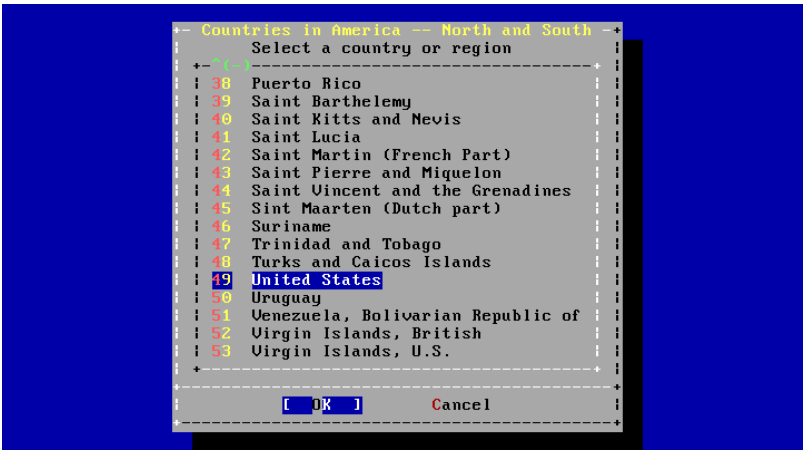 Countries in America -- North and South
Select a country or region
^(-)
38 Puerto Rico
39 Saint Barthelemy
40 Saint Kitts and Nevis
41 Saint Lucia
42 Saint Martin (French Part)
43 Saint Pierre and Miquelon
44 Saint Vincent and the Grenadines
45 Sint Maarten (Dutch part)
46 Suriname
47 Trinidad and Tobago
48 Turks and Caicos Islands
49 United States
50 Uruguay
51 Venezuela, Bolivarian Republic of
52 Virgin Islands, British
53 Virgin Islands, U.S.
[ OK ] Cancel